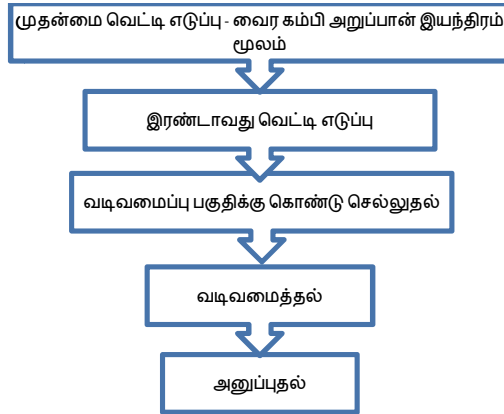 முதன்மை வெட்டி எடுப்பு - வைர கம்பி அறுப்பான் இயந்திரம்
மூலம்
இரண்டாவது வெட்டி எடுப்பு
வடிவமைப்பு பகுதிக்கு கொண்டு செல்லுதல்
வடிவமைத்தல்
அனுப்புதல்